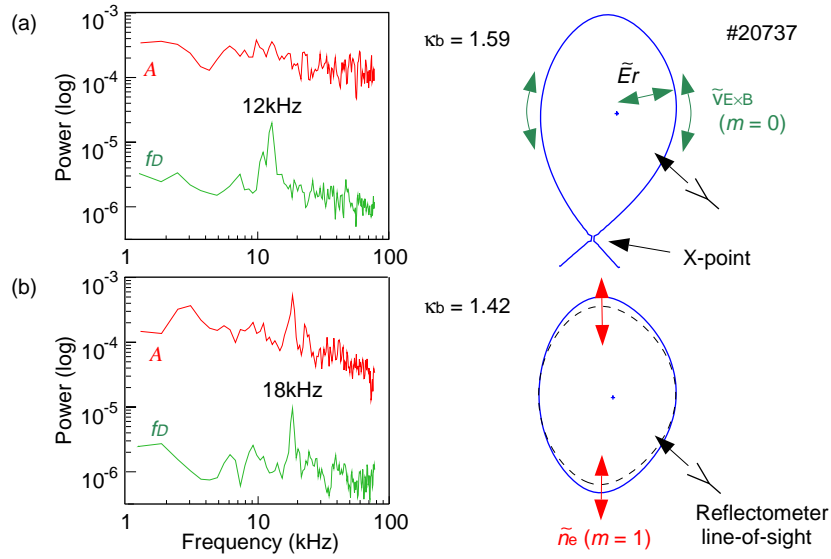 (a)
10-3
10-4
10-5
10-6
Power (log)
A
12kHz
fD
1
10
100
κb = 1.59
#20737
Ẽr
ṽE×B
(m = 0)
X-point
(b)
10-3
10-4
10-5
10-6
Power (log)
A
18kHz
fD
1
10
100
Frequency (kHz)
κb = 1.42
ñe (m = 1)
Reflectometer
line-of-sight